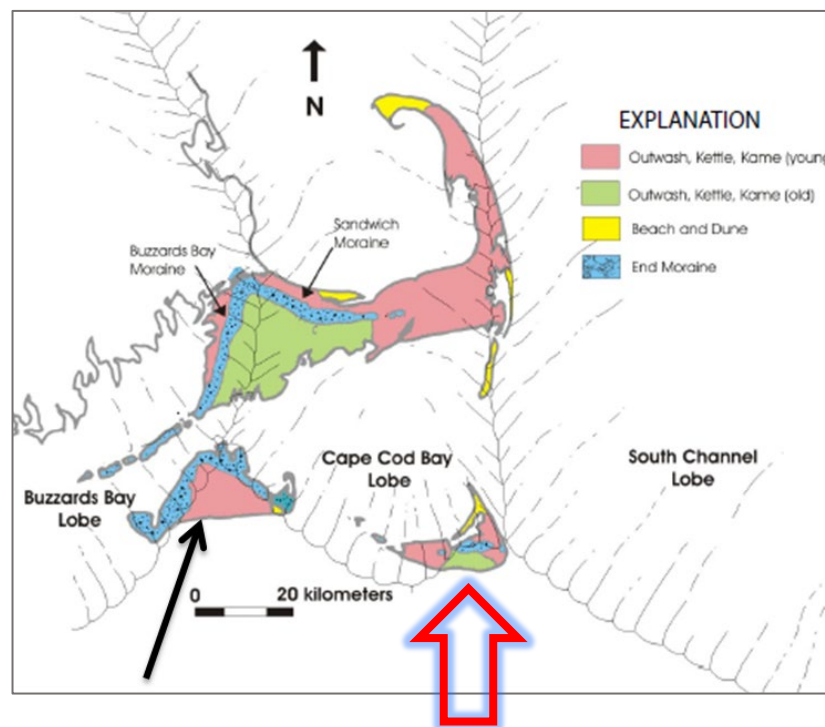 N
EXPLANATION
Outwash, Kettle, Kame (young
Outwash, Kettle, Kame (old)
Beach and Dune
End Moraine
Sandwich
Moraine
Buzzards Bay
Moraine
Cape Cod Bay
Lobe
South Channel
Lobe
Buzzards Bay
Lobe
0 20 kilometers